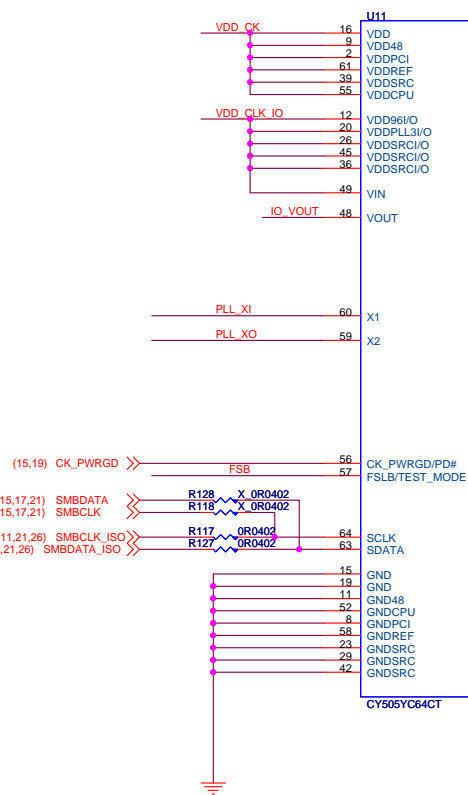 U11
VDD_CK 16 VDD
9 VDD48
2 VDDPCI
61 VDDREF
39 VDDSRC
55 VDDCPU
VDD_CLK_IO 12 VDD96I/O
20 VDDPLL3I/O
26 VDDSRCI/O
45 VDDSRCI/O
36 VDDSRCI/O
49 VIN
IO_VOUT 48 VOUT
PLL_XI 60 X1
PLL_XO 59 X2
(15,19) CK_PWRGD 56 CK_PWRGD/PD#
FSB 57 FSLB/TEST_MODE
15,17,21) SMBDATA R128 X_0R0402
15,17,21) SMBCLK R118 X_0R0402
11,21,26) SMBCLK_ISO R117 0R0402 64 SCLK
,21,26) SMBDATA_ISO R127 0R0402 63 SDATA
15 GND
19 GND
11 GND48
52 GNDCPU
8 GNDPCI
58 GNDREF
23 GNDSRC
29 GNDSRC
42 GNDSRC
CY505YC64CT